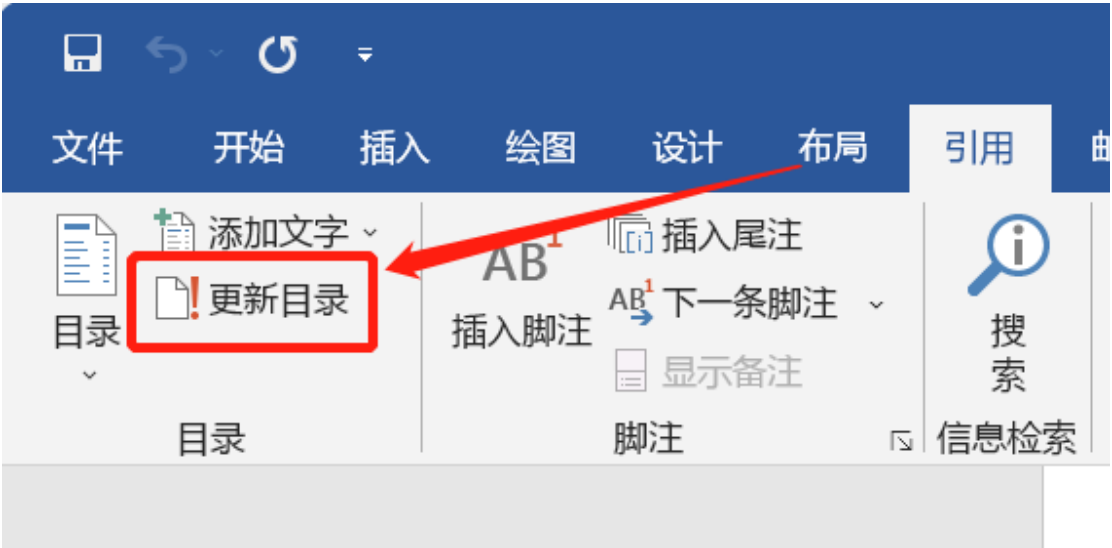 文件 开始 插入 绘图 设计 布局 引用
目录
添加文字
更新目录
目录
AB1
插入脚注
插入尾注
AB1 下一条脚注
显示备注
脚注
搜
索
信息检索